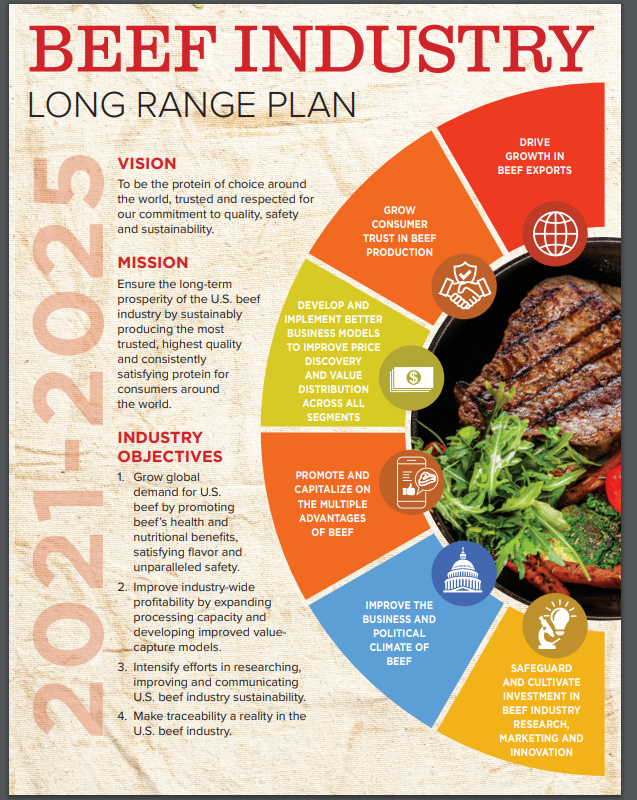 BEEF INDUSTRY
LONG RANGE PLAN
2021-2025
VISION
To be the protein of choice around
the world, trusted and respected for
our commitment to quality, safety
and sustainability.
MISSION
Ensure the long-term
prosperity of the U.S. beef
industry by sustainably
producing the most
trusted, highest quality
and consistently
satisfying protein for
consumers around
the world.
INDUSTRY
OBJECTIVES
1. Grow global
demand for U.S.
beef by promoting
beef's health and
nutritional benefits,
satisfying flavor and
unparalleled safety.
2. Improve industry-wide
profitability by expanding
processing capacity and
developing improved value-
capture models.
3. Intensify efforts in researching,
improving and communicating
U.S. beef industry sustainability.
4. Make traceability a reality in the
U.S. beef industry.
DRIVE
GROWTH IN
BEEF EXPORTS
GROW
CONSUMER
TRUST IN BEEF
PRODUCTION
DEVELOP AND
IMPLEMENT BETTER
BUSINESS MODELS
TO IMPROVE PRICE
DISCOVERY
AND VALUE
DISTRIBUTION
ACROSS ALL
SEGMENTS
$
PROMOTE AND
CAPITALIZE ON
THE MULTIPLE
ADVANTAGES
OF BEEF
IMPROVE THE
BUSINESS AND
POLITICAL
CLIMATE OF
BEEF
SAFEGUARD
AND CULTIVATE
INVESTMENT IN
BEEF INDUSTRY
RESEARCH,
MARKETING AND
INNOVATION